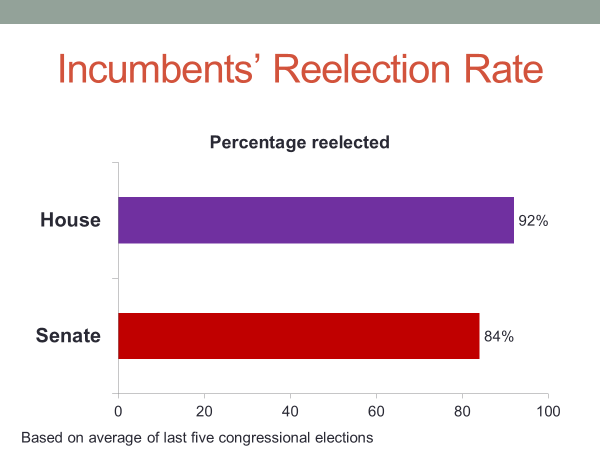 Incumbents’ Reelection Rate
Percentage reelected
House
92%
Senate
84%
0 20 40 60 80 100
Based on average of last five congressional elections